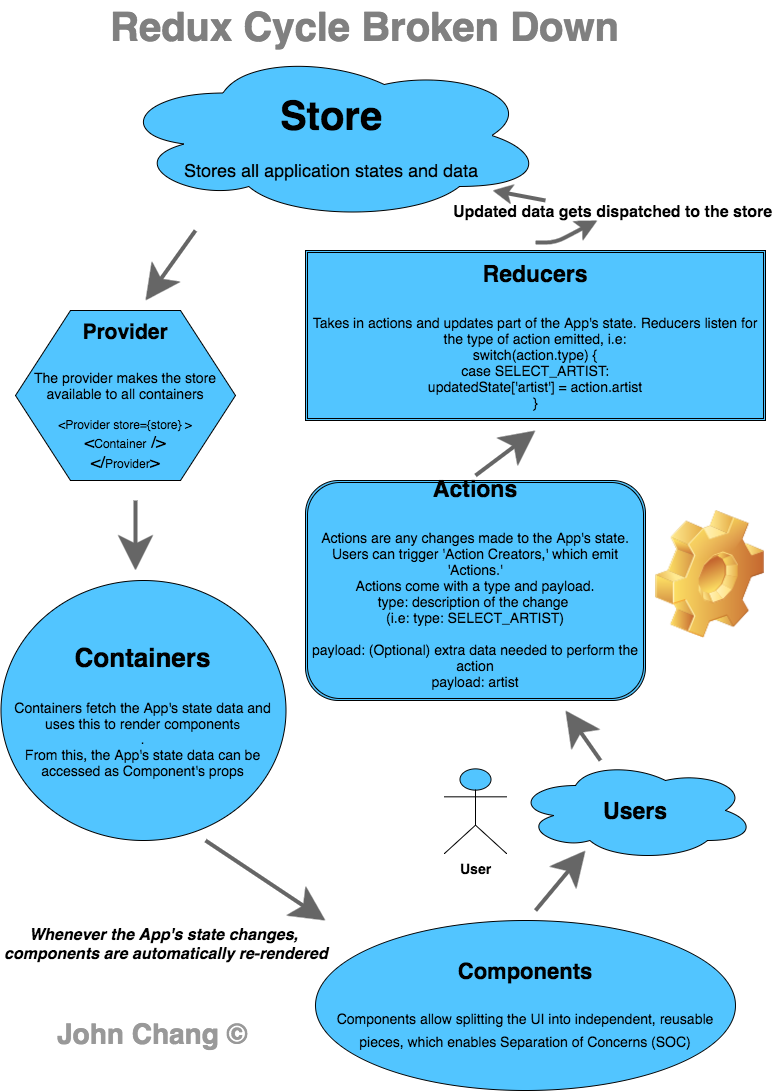 Redux Cycle Broken Down
Store
Stores all application states and data
Updated data gets dispatched to the store
Reducers
Takes in actions and updates part of the App's state. Reducers listen for
the type of action emitted, i.e:
switch(action.type) {
case SELECT_ARTIST:
updatedState['artist'] = action.artist
}
Provider
The provider makes the store
available to all containers
<Provider store={store} >
<Container />
</Provider>
Actions
Actions are any changes made to the App's state.
Users can trigger 'Action Creators,' which emit
'Actions.'
Actions come with a type and payload.
type: description of the change
(i.e: type: SELECT_ARTIST)
payload: (Optional) extra data needed to perform the
action
payload: artist
Containers
Containers fetch the App's state data and
uses this to render components
.
From this, the App's state data can be
accessed as Component's props
Users
User
Whenever the App's state changes,
components are automatically re-rendered
Components
Components allow splitting the UI into independent, reusable
pieces, which enables Separation of Concerns (SOC)
John Chang ©